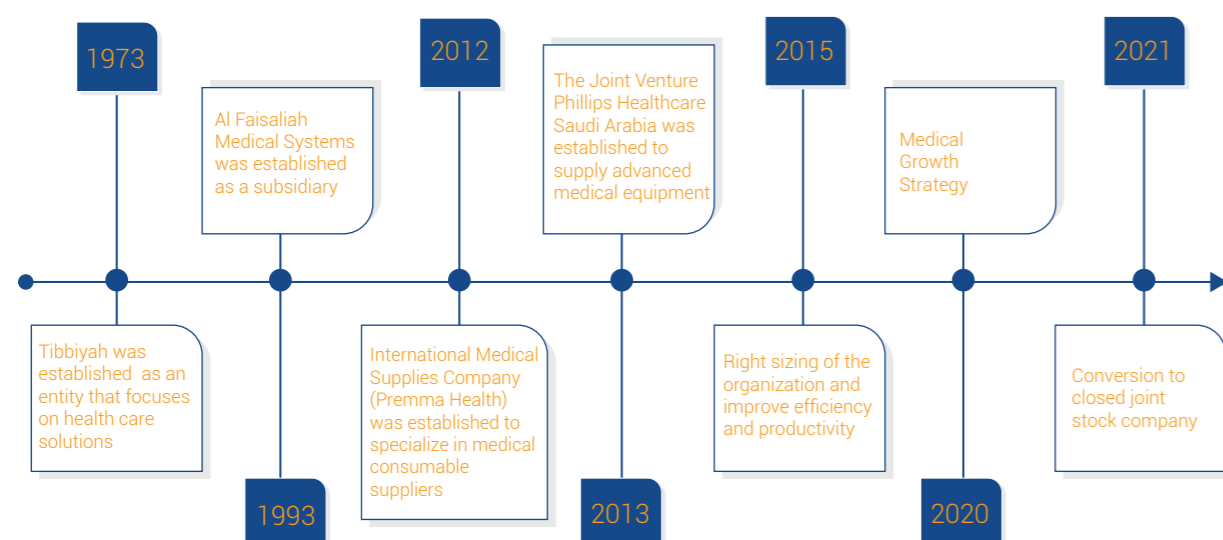 1973
Tibbiyah was
established as an
entity that focuses
on health care
solutions
Al Faisaliah
Medical Systems
was established
as a subsidiary
1993
2012
International Medical
Supplies Company
(Premma Health)
was established to
specialize in medical
consumable
suppliers
The Joint Venture
Phillips Healthcare
Saudi Arabia was
established to
supply advanced
medical equipment
2013
2015
Right sizing of the
organization and
improve efficiency
and productivity
Medical
Growth
Strategy
2020
2021
Conversion to
closed joint
stock company